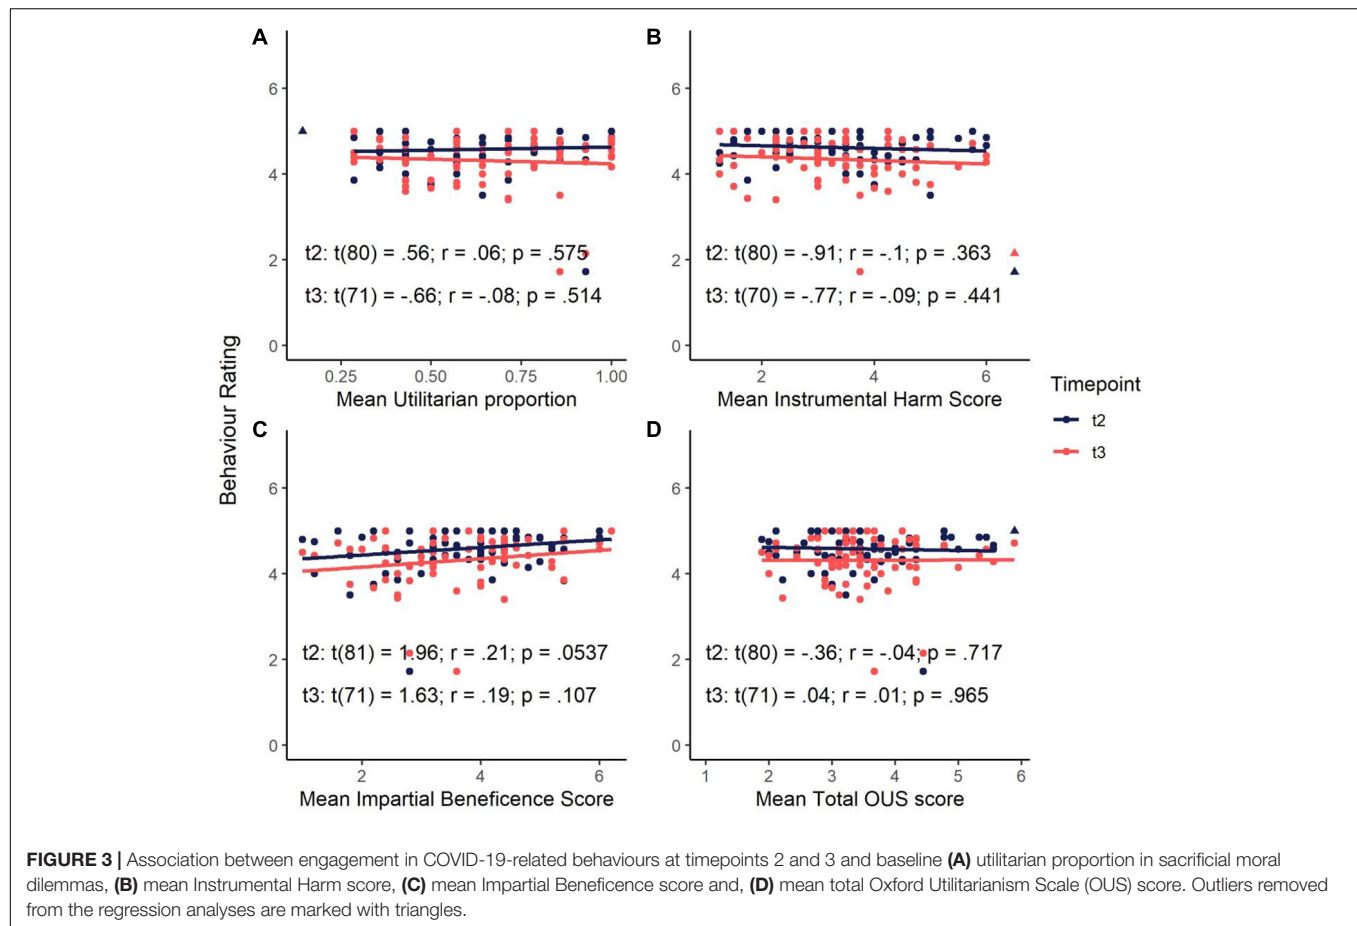 A
6
4
2
0
t2: t(80) = .56; r = .06; p = .575
t3: t(71) = -.66; r = -.08; p = .514
0.25 0.50 0.75 1.00
Mean Utilitarian proportion
B
6
4
2
0
t2: t(80) = -.91; r = -.1; p = .363
t3: t(70) = -.77; r = -.09; p = .441
2 4 6
Mean Instrumental Harm Score
Behaviour Rating
C
6
4
2
0
t2: t(81) = 1.96; r = .21; p = .0537
t3: t(71) = 1.63; r = .19; p = .107
2 4 6
Mean Impartial Beneficence Score
D
6
4
2
0
t2: t(80) = -.36; r = -.04; p = .717
t3: t(71) = .04; r = .01; p = .965
1 2 3 4 5 6
Mean Total OUS score
Timepoint
t2
t3
FIGURE 3 | Association between engagement in COVID-19-related behaviours at timepoints 2 and 3 and baseline (A) utilitarian proportion in sacrificial moral
dilemmas, (B) mean Instrumental Harm score, (C) mean Impartial Beneficence score and, (D) mean total Oxford Utilitarianism Scale (OUS) score. Outliers removed
from the regression analyses are marked with triangles.